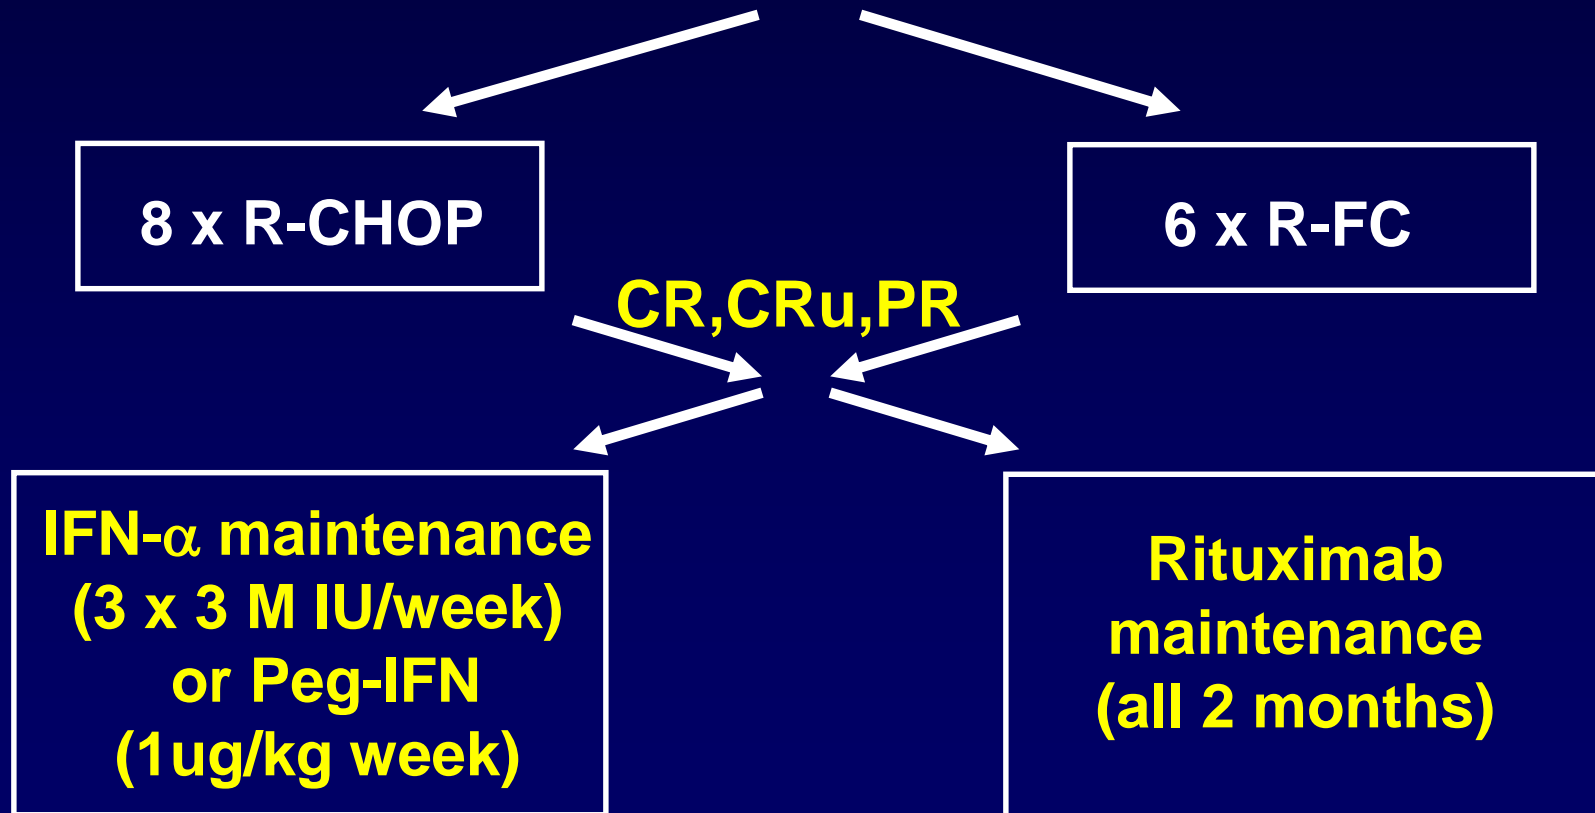 8 x R-CHOP
6 x R-FC
CR,CRu,PR
IFN-α maintenance
(3 x 3 M IU/week)
or Peg-IFN
(1ug/kg week)
Rituximab
maintenance
(all 2 months)